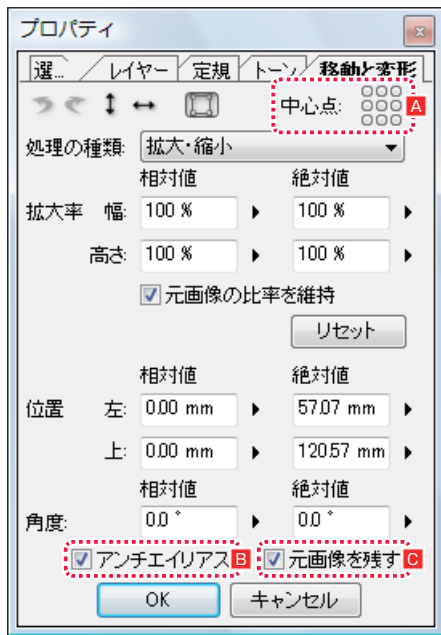 プロパティ
選... レイヤー 定規 トーン 移動と変形
中心点: A
処理の種類: 拡大・縮小
相対値 絶対値
拡大率 幅: 100 % 100 %
高さ: 100 % 100 %
元画像の比率を維持
リセット
相対値 絶対値
位置 左: 0.00 mm 57.07 mm
上: 0.00 mm 120.57 mm
相対値 絶対値
角度: 0.0 ° 0.0 °
アンチエイリアス B 元画像を残す C
OK キャンセル